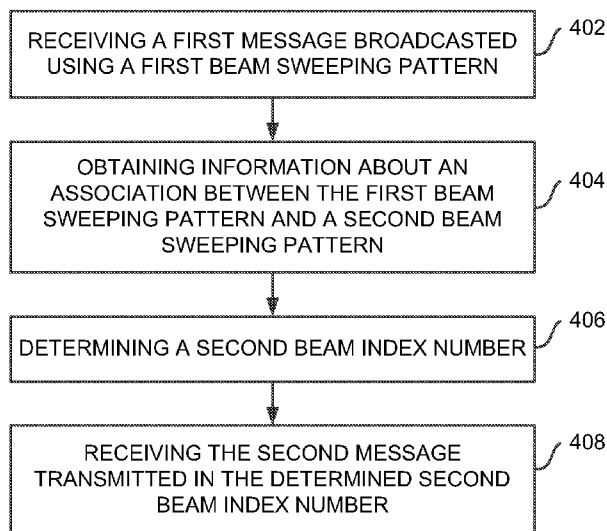 RECEIVING A FIRST MESSAGE BROADCASTED
USING A FIRST BEAM SWEEPING PATTERN
402
OBTAINING INFORMATION ABOUT AN
ASSOCIATION BETWEEN THE FIRST BEAM
SWEEPING PATTERN AND A SECOND BEAM
SWEEPING PATTERN
404
DETERMINING A SECOND BEAM INDEX NUMBER
406
RECEIVING THE SECOND MESSAGE
TRANSMITTED IN THE DETERMINED SECOND
BEAM INDEX NUMBER
408